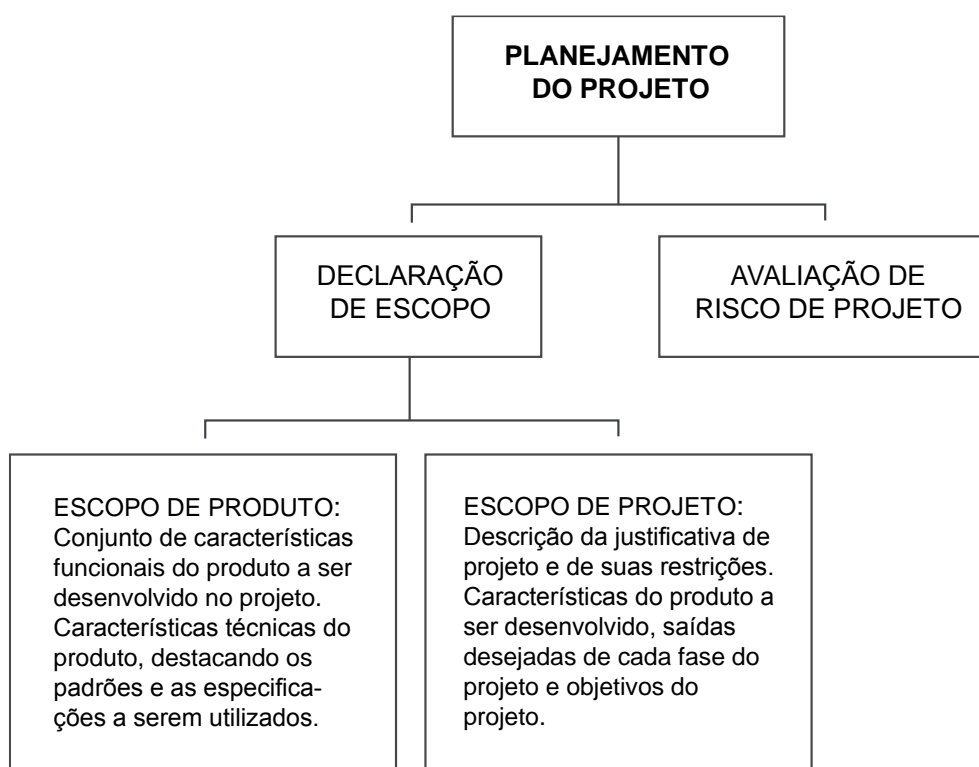 PLANEJAMENTO
DO PROJETO
DECLARAÇÃO
DE ESCOPO
AVALIAÇÃO DE
RISCO DE PROJETO
ESCOPO DE PRODUTO:
Conjunto de características
funcionais do produto a ser
desenvolvido no projeto.
Características técnicas do
produto, destacando os
padrões e as especifica-
ções a serem utilizados.
ESCOPO DE PROJETO:
Descrição da justificativa de
projeto e de suas restrições.
Características do produto a
ser desenvolvido, saídas
desejadas de cada fase do
projeto e objetivos do
projeto.